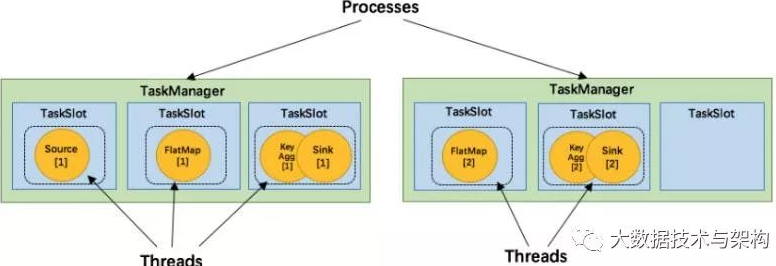 Processes
TaskManager
TaskSlot
Source
[1]
TaskSlot
FlatMap
[1]
TaskSlot
Key
Agg
[1]
Sink
[1]
Threads
TaskManager
TaskSlot
FlatMap
[2]
TaskSlot
Key
Agg
[2]
Sink
[2]
TaskSlot
Threads
大数据技术与架构